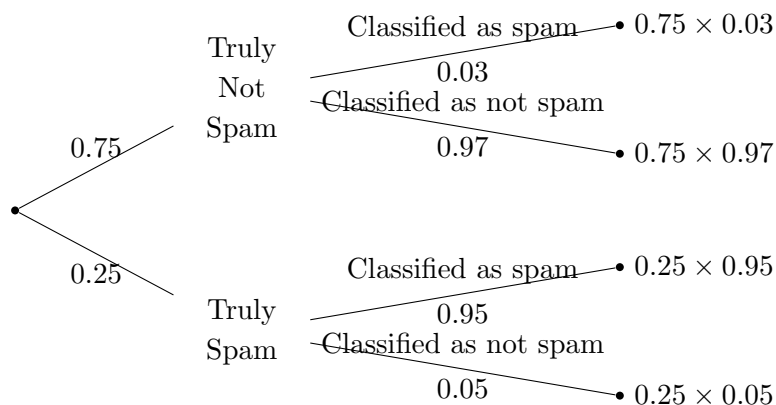 Classified as spam
0.75 × 0.03
Truly
Not
Spam
0.03
Classified as not spam
0.97
0.75 × 0.97
0.75
0.25
Classified as spam
0.25 × 0.95
Truly
Spam
0.95
Classified as not spam
0.05
0.25 × 0.05